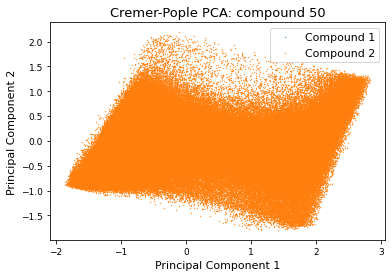 Cremer-Pople PCA: compound 50
Compound 1
Compound 2
Principal Component 2
2.0
1.5
1.0
0.5
0.0
−0.5
−1.0
−1.5
−2
−1
0
1
2
3
Principal Component 1